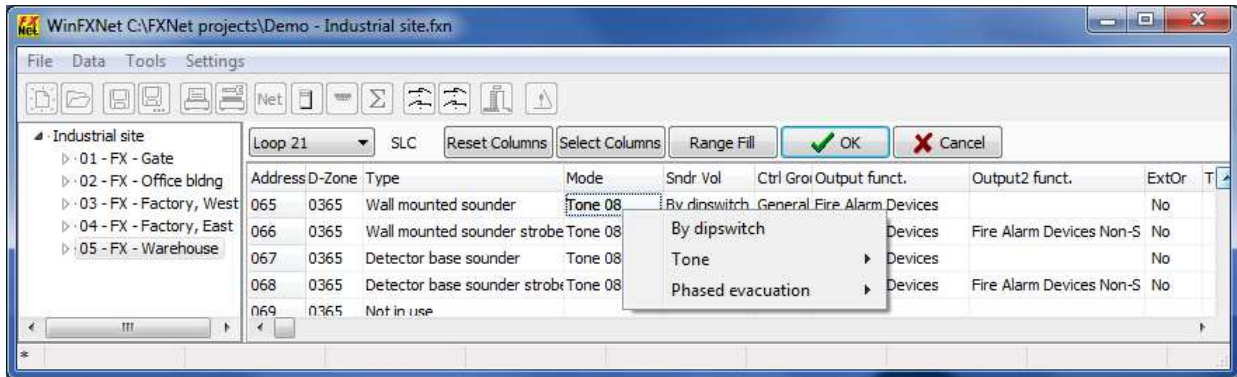 WinFXNet C:\FXNet projects\Demo - Industrial site.fxn
File Data Tools Settings
Net Σ
Industrial site
01 - FX - Gate
02 - FX - Office bldng
03 - FX - Factory, West
04 - FX - Factory, East
05 - FX - Warehouse
Loop 21 SLC Reset Columns Select Columns Range Fill OK Cancel
Address D-Zone Type Mode Sndr Vol Ctrl Grou Output funct. Output2 funct. ExtOr T
065 0365 Wall mounted sounder Tone 08 By dipswitch General Fire Alarm Devices No
066 0365 Wall mounted sounder strobe Tone 08 Devices Fire Alarm Devices Non-S No
067 0365 Detector base sounder Tone 08 Devices No
068 0365 Detector base sounder strobe Tone 08 Devices Fire Alarm Devices Non-S No
069 0365 Not in use
By dipswitch
Tone
Phased evacuation
*